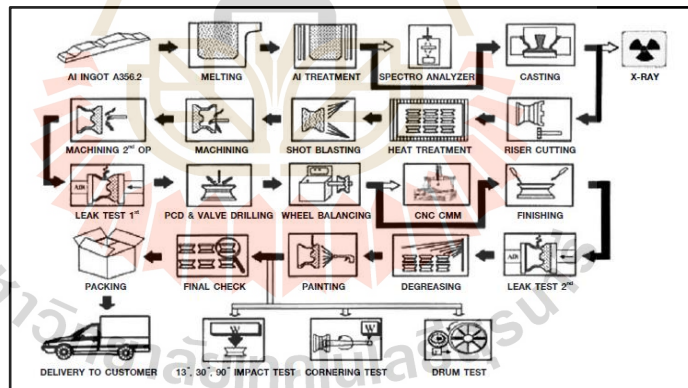 AI INGOT A356.2
MELTING
AI TREATMENT
SPECTRO ANALYZER
CASTING
X-RAY
MACHINING 2nd OP
MACHINING
SHOT BLASTING
HEAT TREATMENT
RISER CUTTING
AIR
LEAK TEST 1st
PCD & VALVE DRILLING
WHEEL BALANCING
CNC CMM
FINISHING
PACKING
FINAL CHECK
PAINTING
DEGREASING
AIR
LEAK TEST 2nd
W
DELIVERY TO CUSTOMER
13°, 30°, 90° IMPACT TEST
CORNERING TEST
DRUM TEST